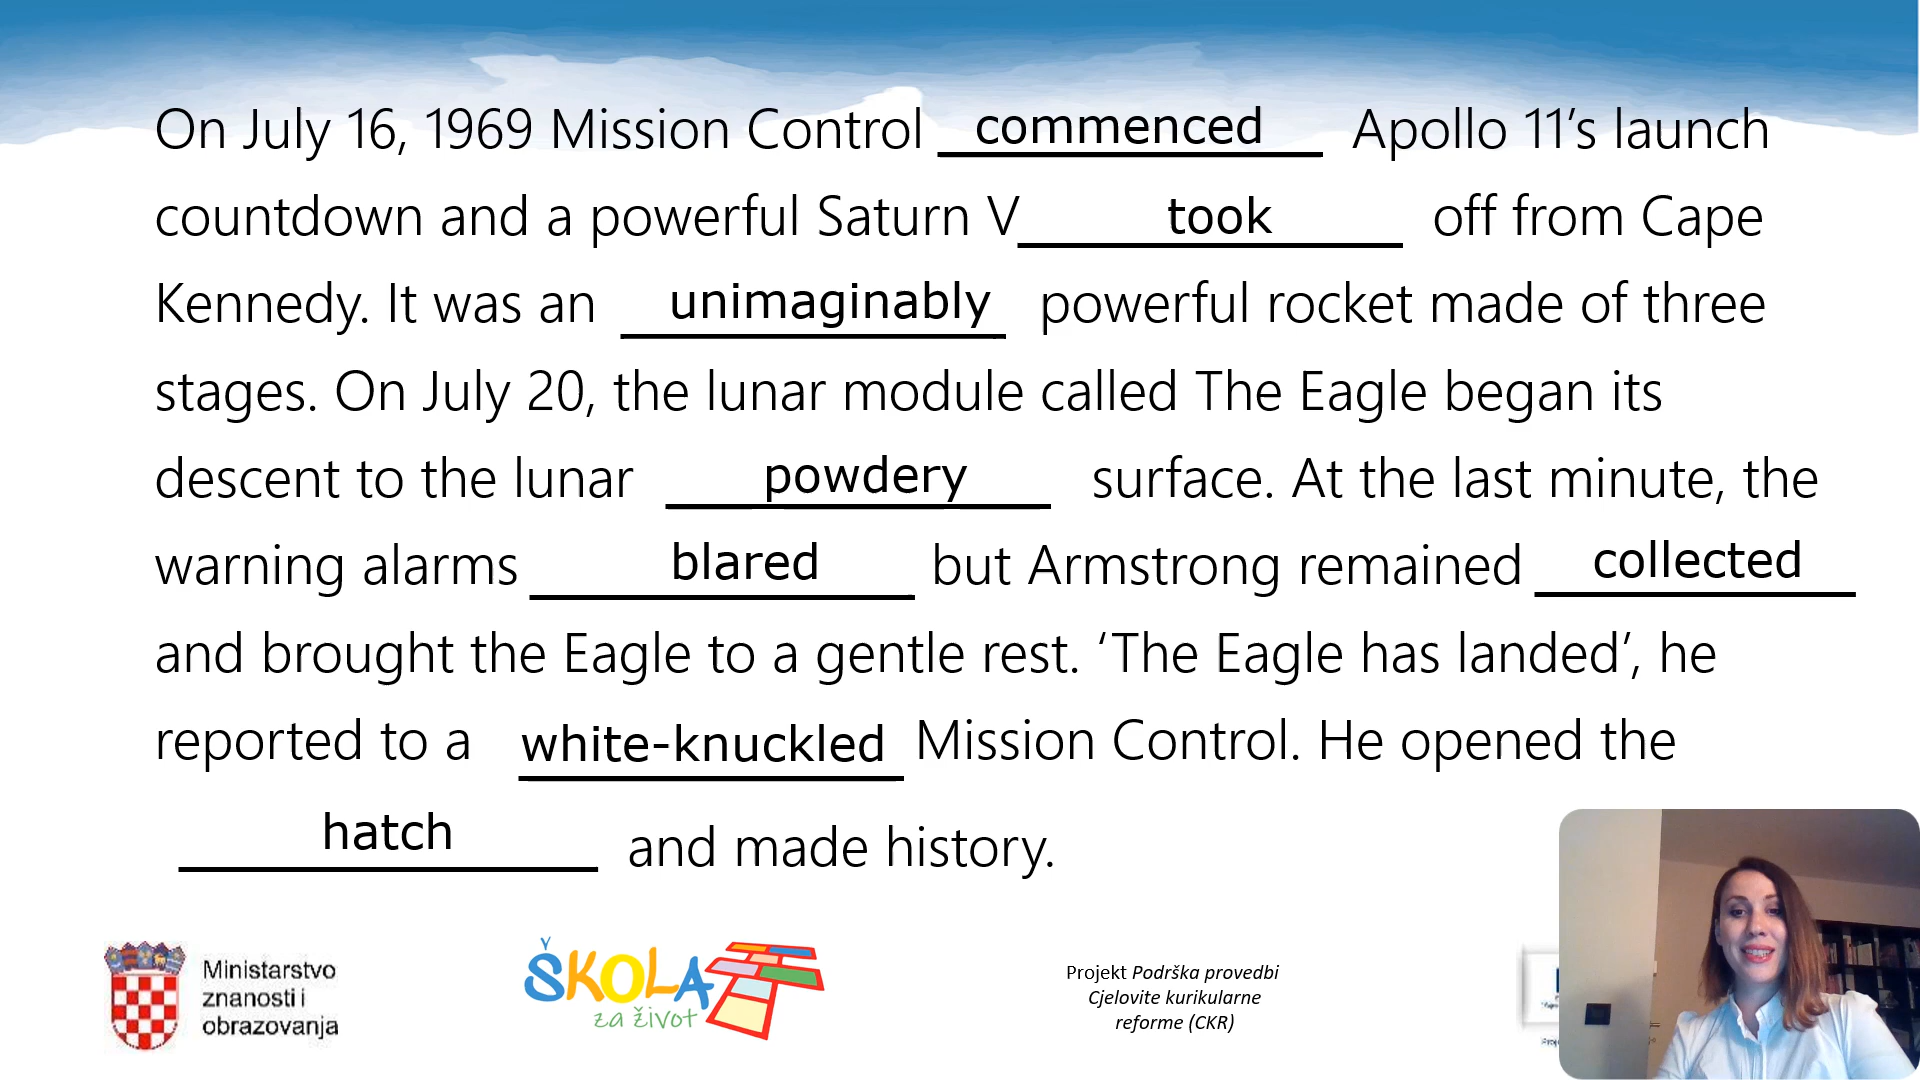 On July 16, 1969 Mission Control commenced Apollo 11’s launch
countdown and a powerful Saturn V took off from Cape
Kennedy. It was an unimaginably powerful rocket made of three
stages. On July 20, the lunar module called The Eagle began its
descent to the lunar powdery surface. At the last minute, the
warning alarms blared but Armstrong remained collected
and brought the Eagle to a gentle rest. ‘The Eagle has landed’, he
reported to a white-knuckled Mission Control. He opened the
hatch and made history.
Ministarstvo
znanosti i
obrazovanja
ŠKOLA
za život
Projekt Podrška provedbi
Cjelovite kurikularne
reforme (CKR)